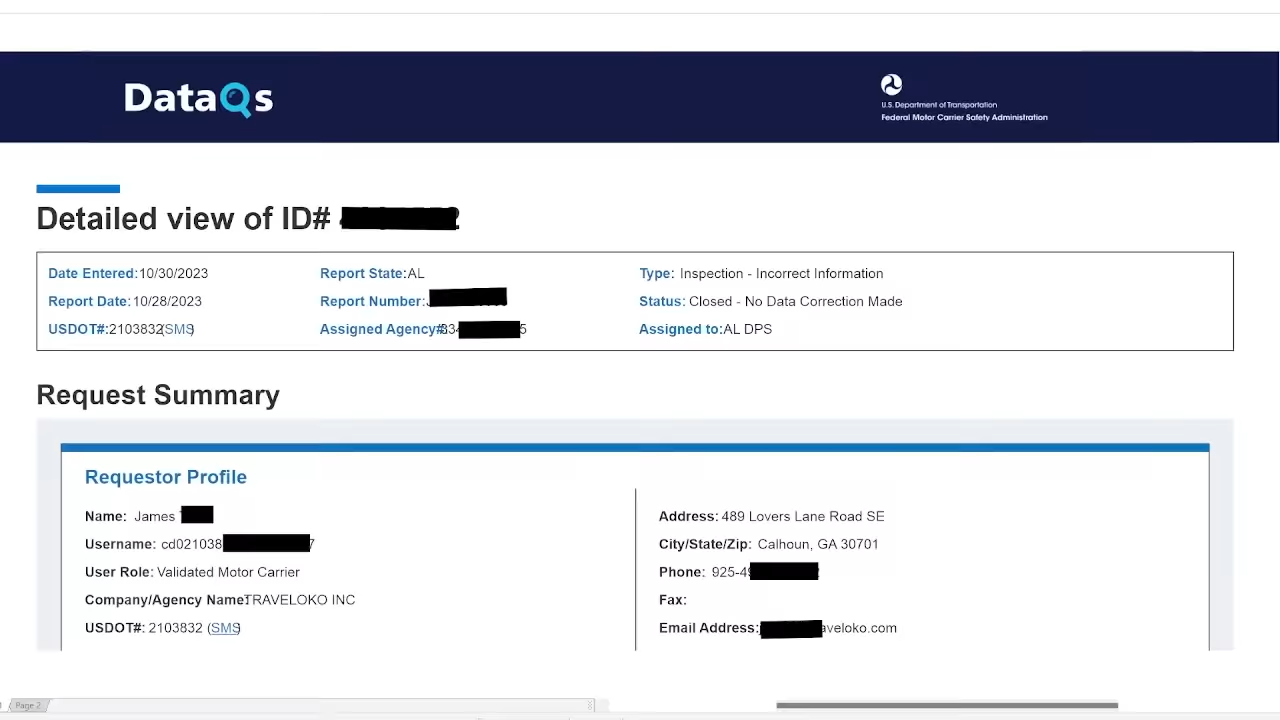 DataQs
U.S. Department of Transportation
Federal Motor Carrier Safety Administration
Detailed view of ID#
Date Entered:10/30/2023
Report State:AL
Type: Inspection - Incorrect Information
Report Date: 10/28/2023
Report Number:
Status: Closed - No Data Correction Made
USDOT#:2103832(SMS)
Assigned Agency#:
Assigned to:AL DPS
Request Summary
Requestor Profile
Name: James
Address: 489 Lovers Lane Road SE
Username: cd021038
City/State/Zip: Calhoun, GA 30701
User Role: Validated Motor Carrier
Phone: 925-4
Company/Agency Name:TRAVELOKO INC
Fax:
USDOT#: 2103832 (SMS)
Email Address: aveloko.com
Page 2